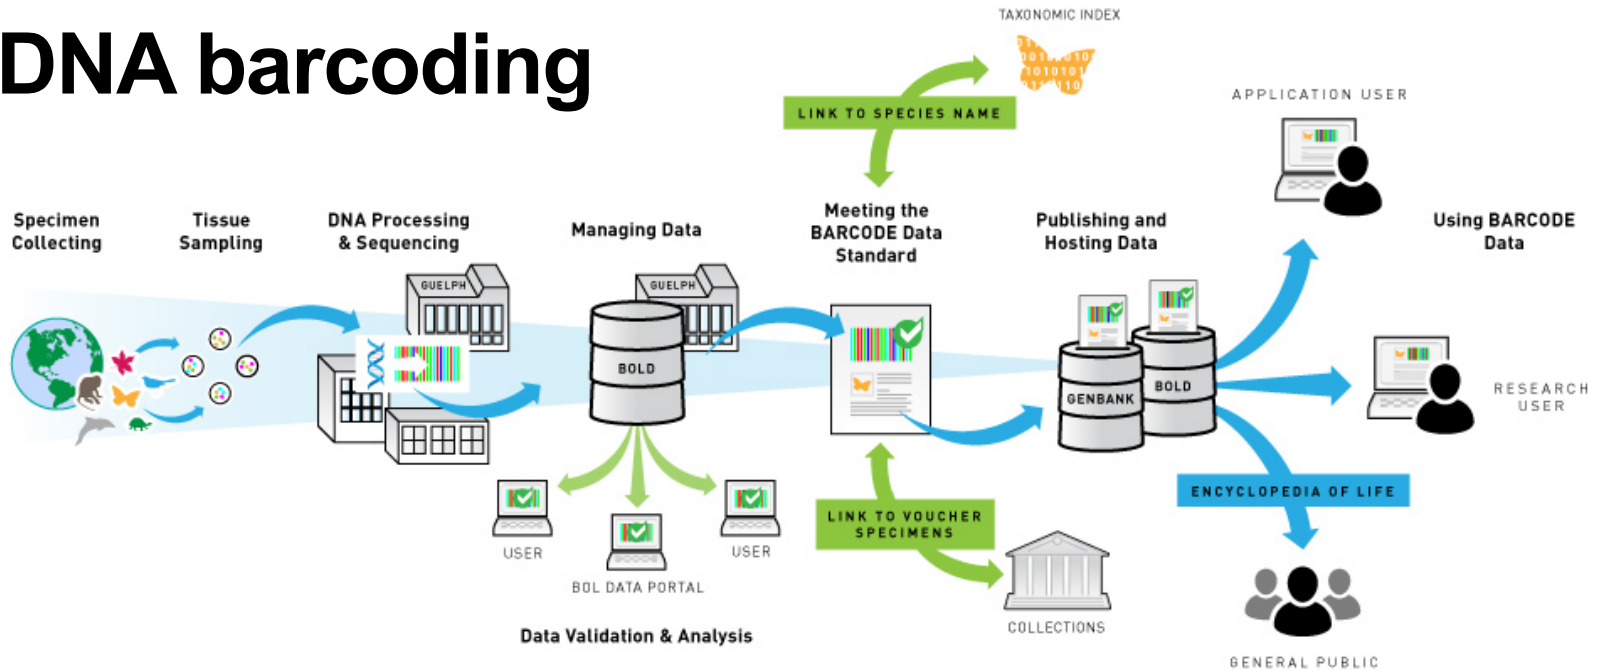 DNA barcoding
TAXONOMIC INDEX
LINK TO SPECIES NAME
APPLICATION USER
Specimen
Collecting
Tissue
Sampling
DNA Processing
& Sequencing
Managing Data
Meeting the
BARCODE Data
Standard
Publishing and
Hosting Data
Using BARCODE
Data
GUELPH
GUELPH
BOLD
GENBANK
BOLD
RESEARCH
USER
ENCYCLOPEDIA OF LIFE
LINK TO VOUCHER
SPECIMENS
USER
BOL DATA PORTAL
USER
COLLECTIONS
Data Validation & Analysis
GENERAL PUBLIC